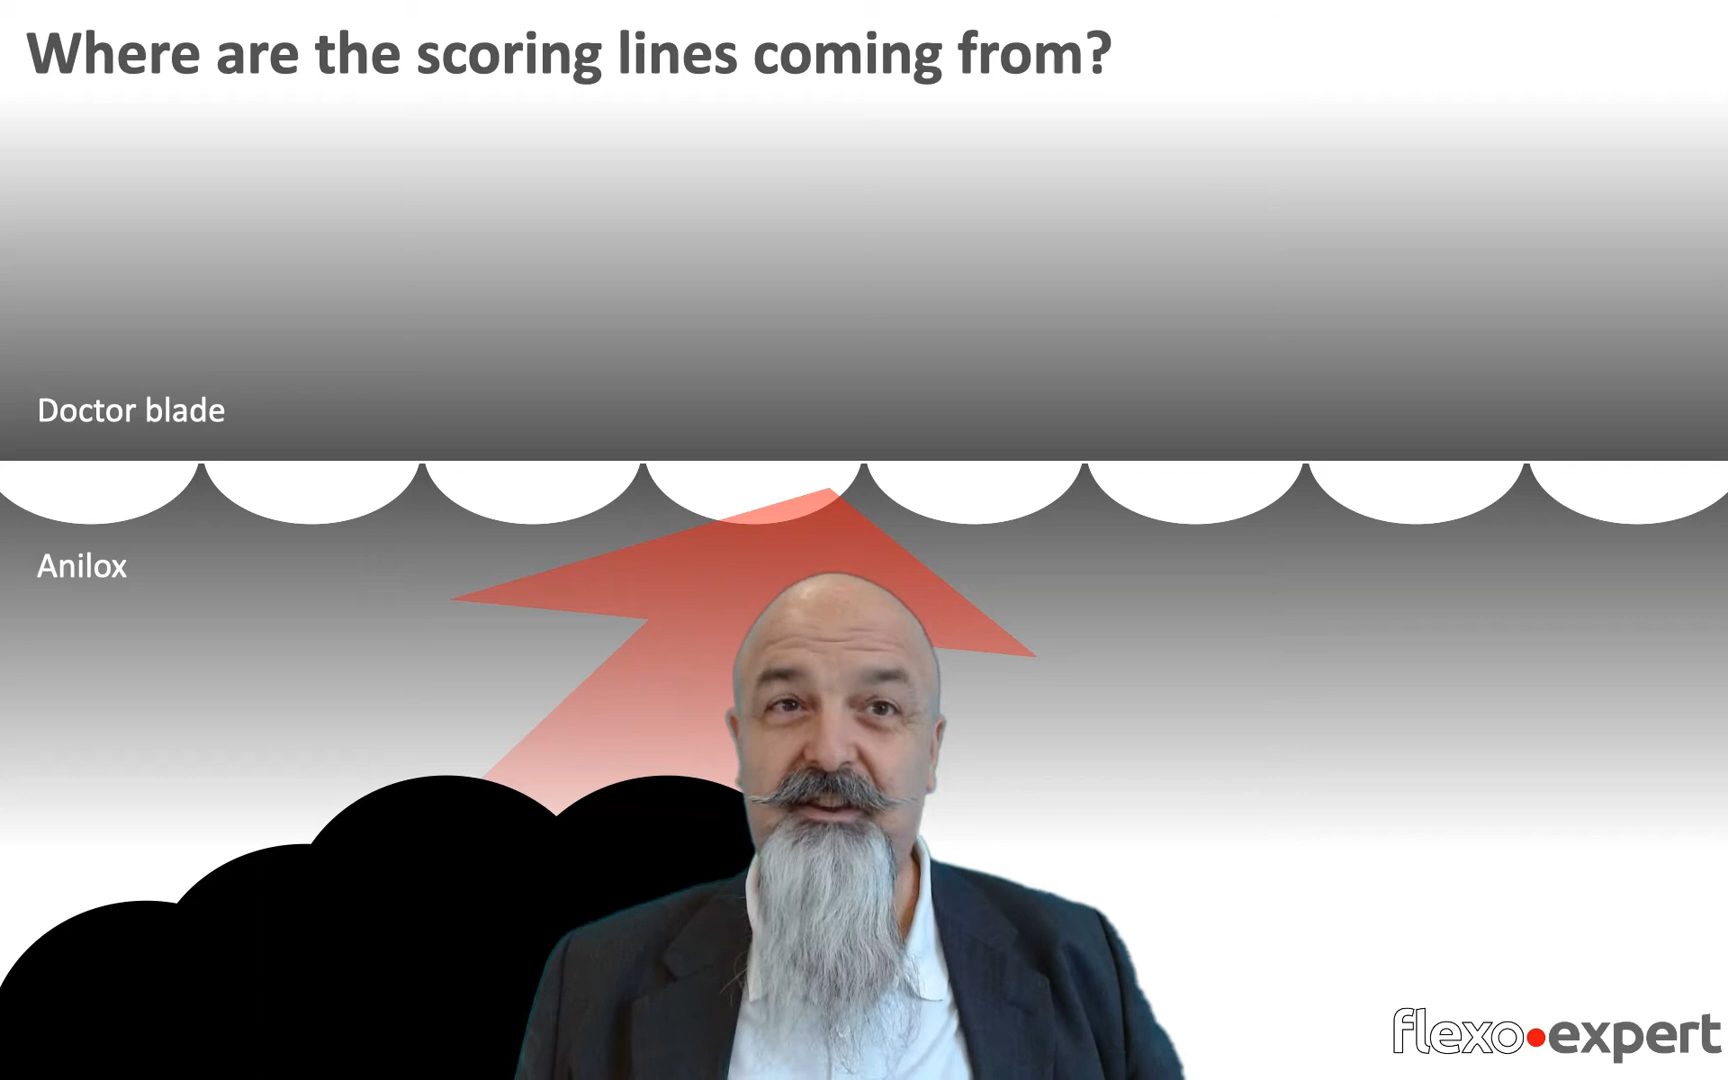 Where are the scoring lines coming from?
Doctor blade
Anilox
flexo•expert